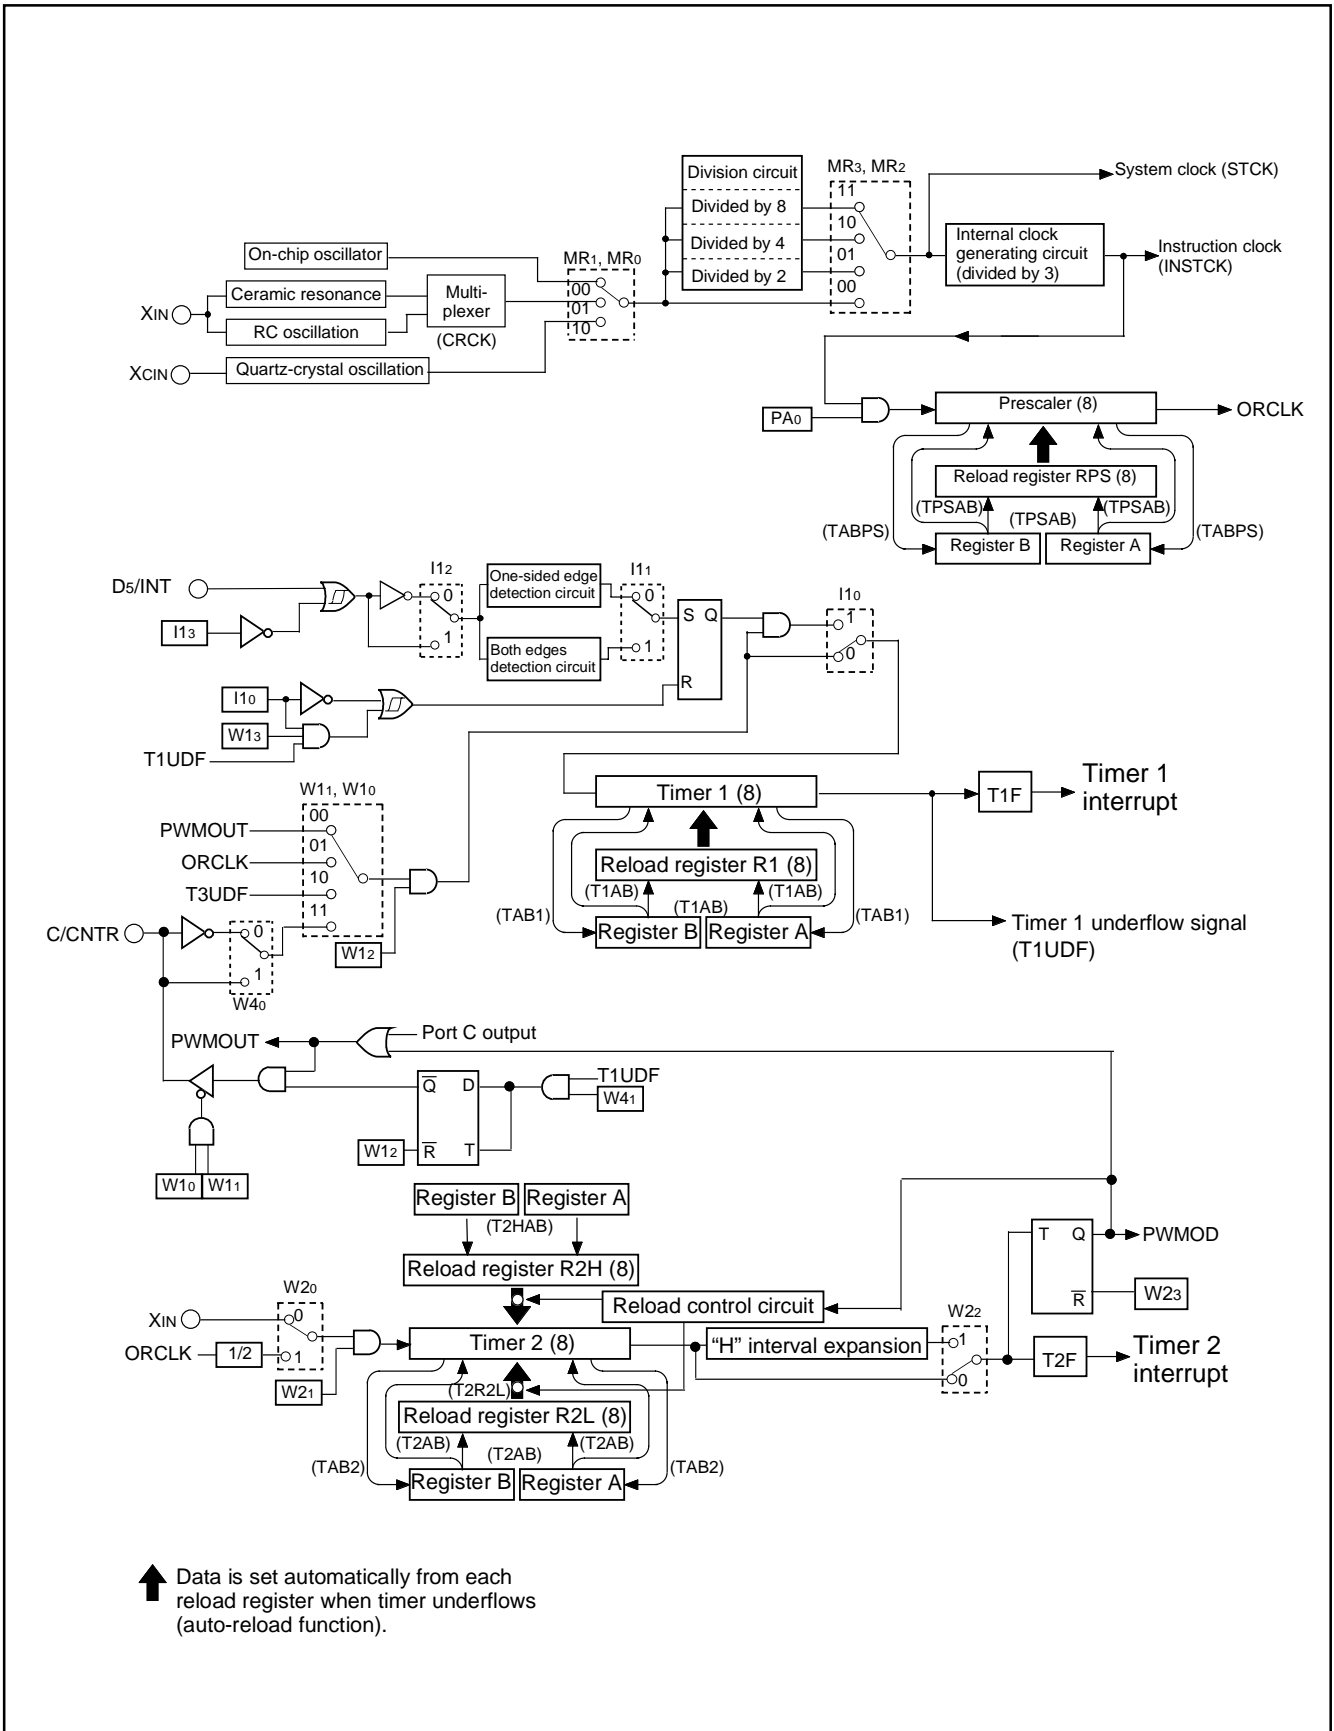 Division circuit
MR3, MR2
System clock (STCK)
11
Divided by 8
10
On-chip oscillator
MR1, MR0
Divided by 4
Internal clock
generating circuit
(divided by 3)
Instruction clock
(INSTCK)
01
Divided by 2
00
Ceramic resonance
Multi-
plexer
00
XIN
01
RC oscillation
(CRCK)
10
XCIN
Quartz-crystal oscillation
PA0
Prescaler (8)
ORCLK
Reload register RPS (8)
(TPSAB)
(TPSAB)
(TPSAB)
(TABPS)
(TABPS)
Register B
Register A
D5/INT
I12
One-sided edge
detection circuit
I11
I10
0
0
S Q
1
I13
1
Both edges
detection circuit
1
0
R
I10
W13
T1UDF
W11, W10
Timer 1 (8)
T1F
Timer 1
interrupt
00
PWMOUT
01
ORCLK
10
T3UDF
11
Reload register R1 (8)
(T1AB)
(T1AB)
(T1AB)
(TAB1)
(TAB1)
Register B
Register A
Timer 1 underflow signal
(T1UDF)
C/CNTR
0
W12
1
W40
PWMOUT
Port C output
Q D
T1UDF
W41
W12
R T
W10
W11
Register B
Register A
(T2HAB)
T Q
PWMOD
Reload register R2H (8)
R
W23
W20
Reload control circuit
W22
XIN
0
Timer 2 (8)
“H” interval expansion
1
ORCLK
1/2
1
T2F
Timer 2
interrupt
W21
(T2R2L)
0
Reload register R2L (8)
(T2AB)
(T2AB)
(T2AB)
(TAB2)
(TAB2)
Register B
Register A
Data is set automatically from each
reload register when timer underflows
(auto-reload function).